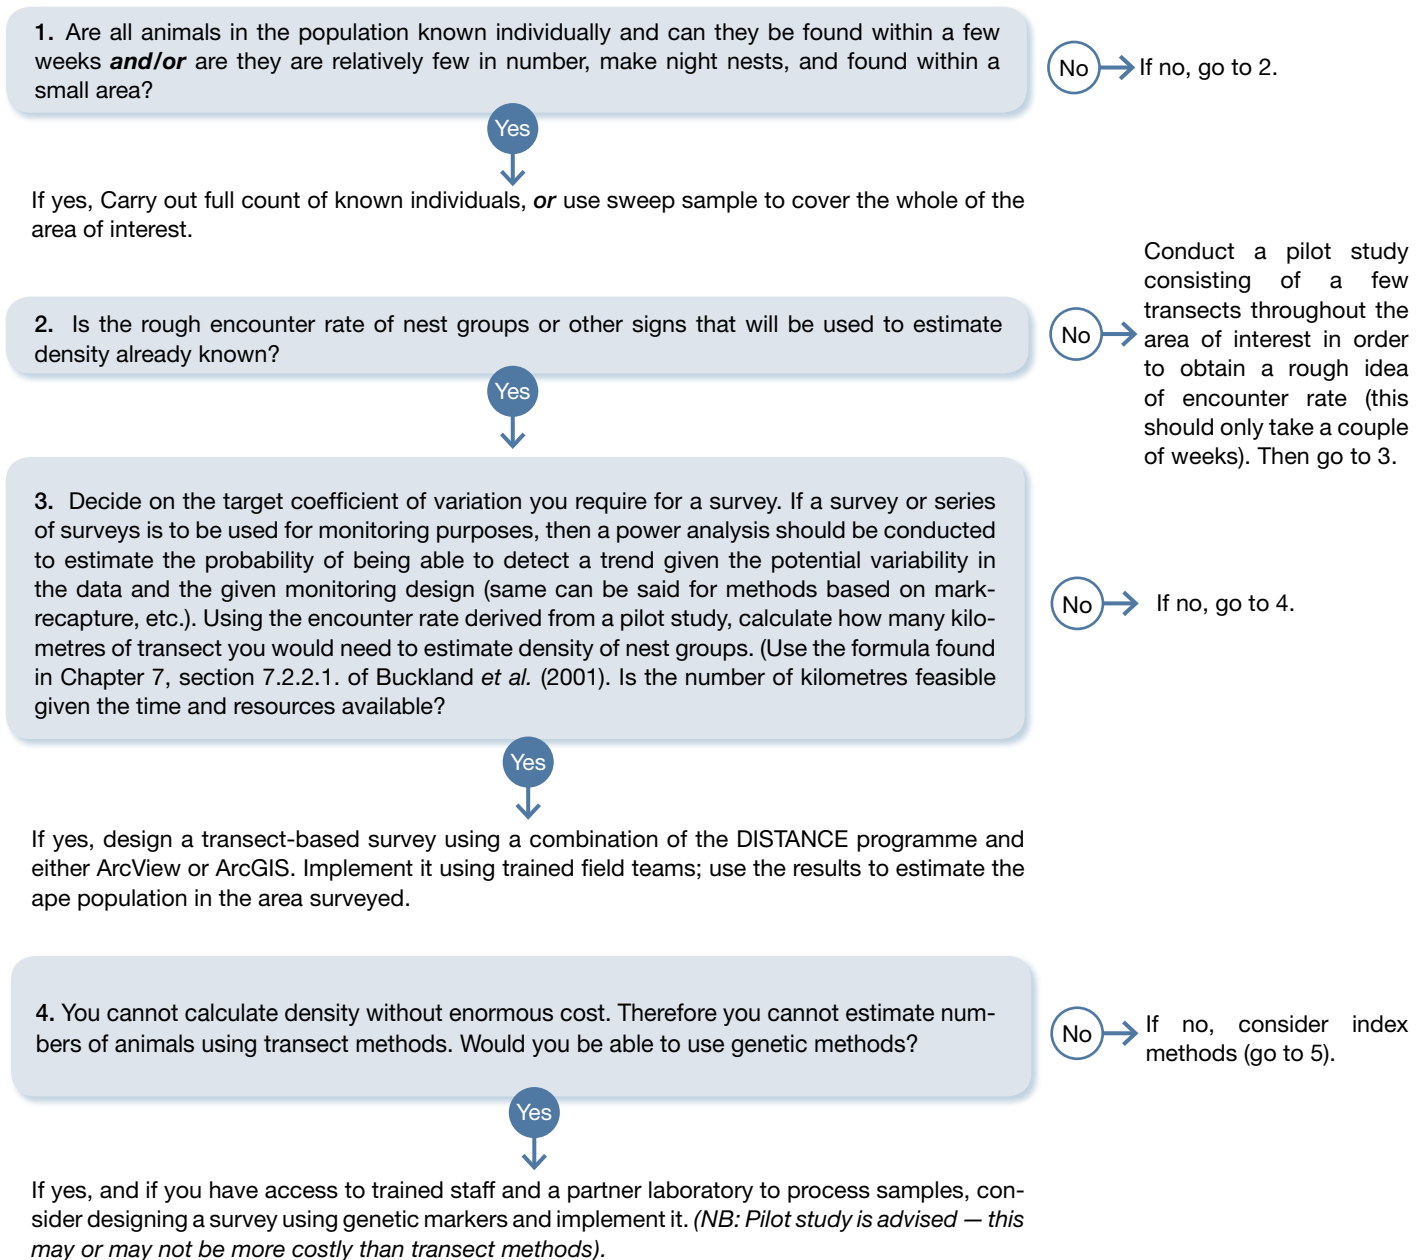 1. Are all animals in the population known individually and can they be found within a few
weeks and/or are they are relatively few in number, make night nests, and found within a
small area?
No
If no, go to 2.
Yes
If yes, Carry out full count of known individuals, or use sweep sample to cover the whole of the
area of interest.
2. Is the rough encounter rate of nest groups or other signs that will be used to estimate
density already known?
No
Conduct a pilot study
consisting of a few
transects throughout the
area of interest in order
to obtain a rough idea
of encounter rate (this
should only take a couple
of weeks). Then go to 3.
Yes
3. Decide on the target coefficient of variation you require for a survey. If a survey or series
of surveys is to be used for monitoring purposes, then a power analysis should be conducted
to estimate the probability of being able to detect a trend given the potential variability in
the data and the given monitoring design (same can be said for methods based on mark-
recapture, etc.). Using the encounter rate derived from a pilot study, calculate how many kilo-
metres of transect you would need to estimate density of nest groups. (Use the formula found
in Chapter 7, section 7.2.2.1. of Buckland et al. (2001). Is the number of kilometres feasible
given the time and resources available?
No
If no, go to 4.
Yes
If yes, design a transect-based survey using a combination of the DISTANCE programme and
either ArcView or ArcGIS. Implement it using trained field teams; use the results to estimate the
ape population in the area surveyed.
4. You cannot calculate density without enormous cost. Therefore you cannot estimate num-
bers of animals using transect methods. Would you be able to use genetic methods?
No
If no, consider index
methods (go to 5).
Yes
If yes, and if you have access to trained staff and a partner laboratory to process samples, con-
sider designing a survey using genetic markers and implement it. (NB: Pilot study is advised — this
may or may not be more costly than transect methods).